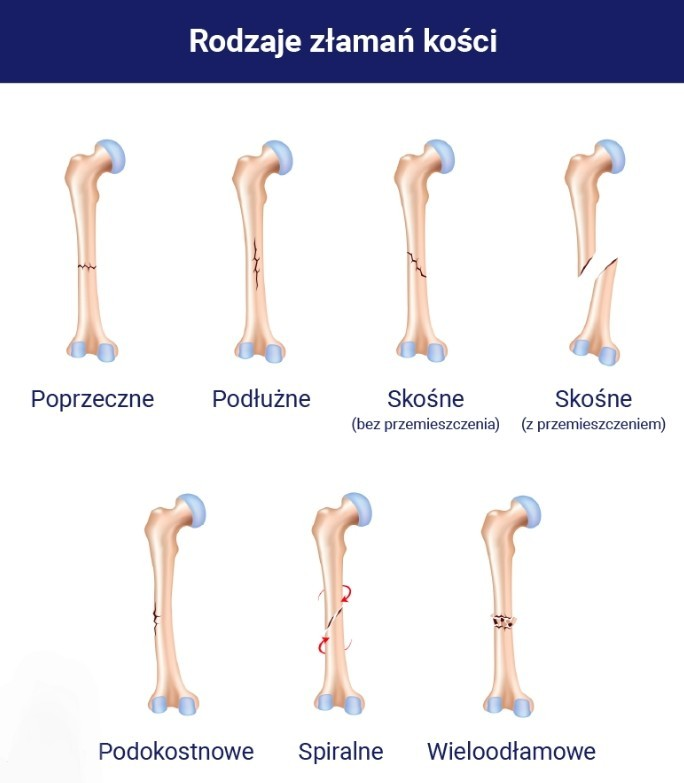 Rodzaje złamań kości
Poprzeczne
Podłużne
Skośne
(bez przemieszczenia)
Skośne
(z przemieszczeniem)
Podokostnowe
Spiralne
Wieloodłamowe